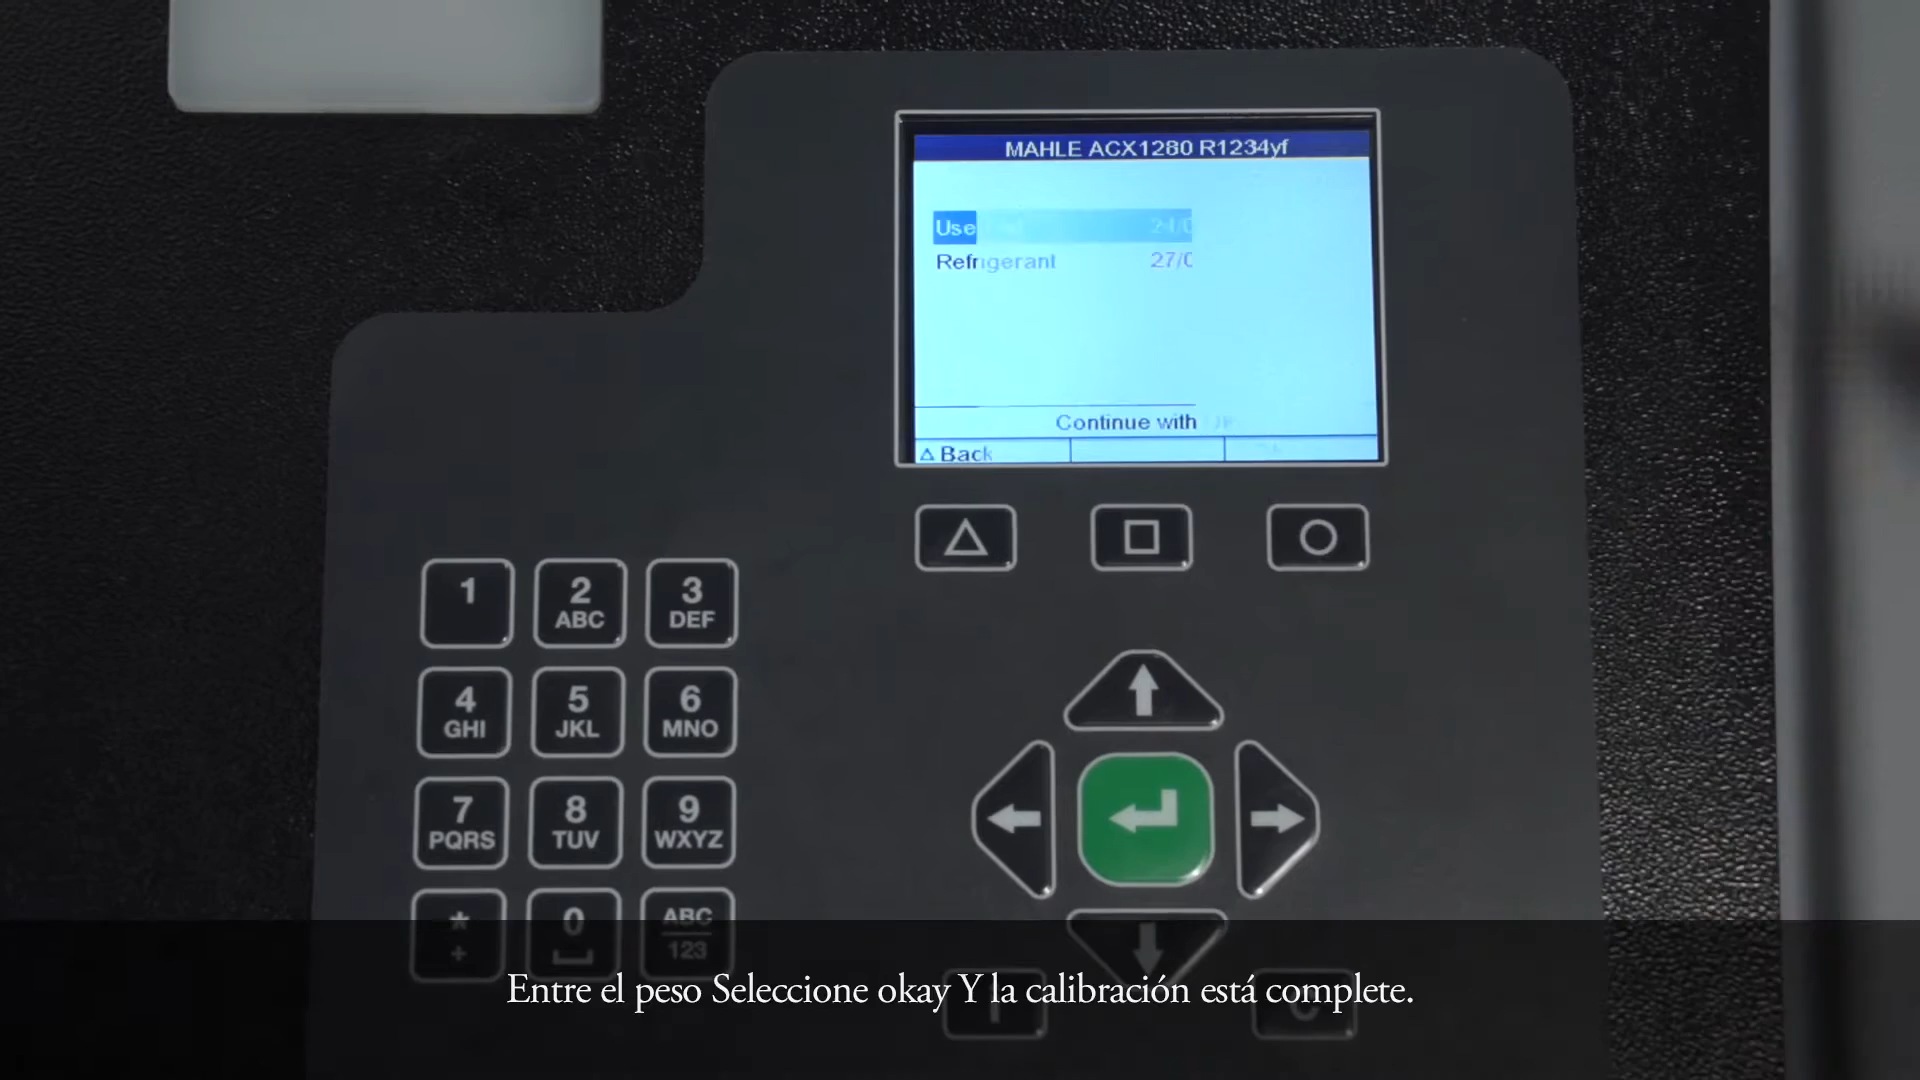 MAHLE ACX1280 R1234yf
Use
Refrigerant 27/0
Continue with
△ Back
1
2 ABC
3 DEF
4 GHI
5 JKL
6 MNO
7 PQRS
8 TUV
9 WXYZ
* +
0
ABC 123
Entre el peso Seleccione okay Y la calibración está complete.